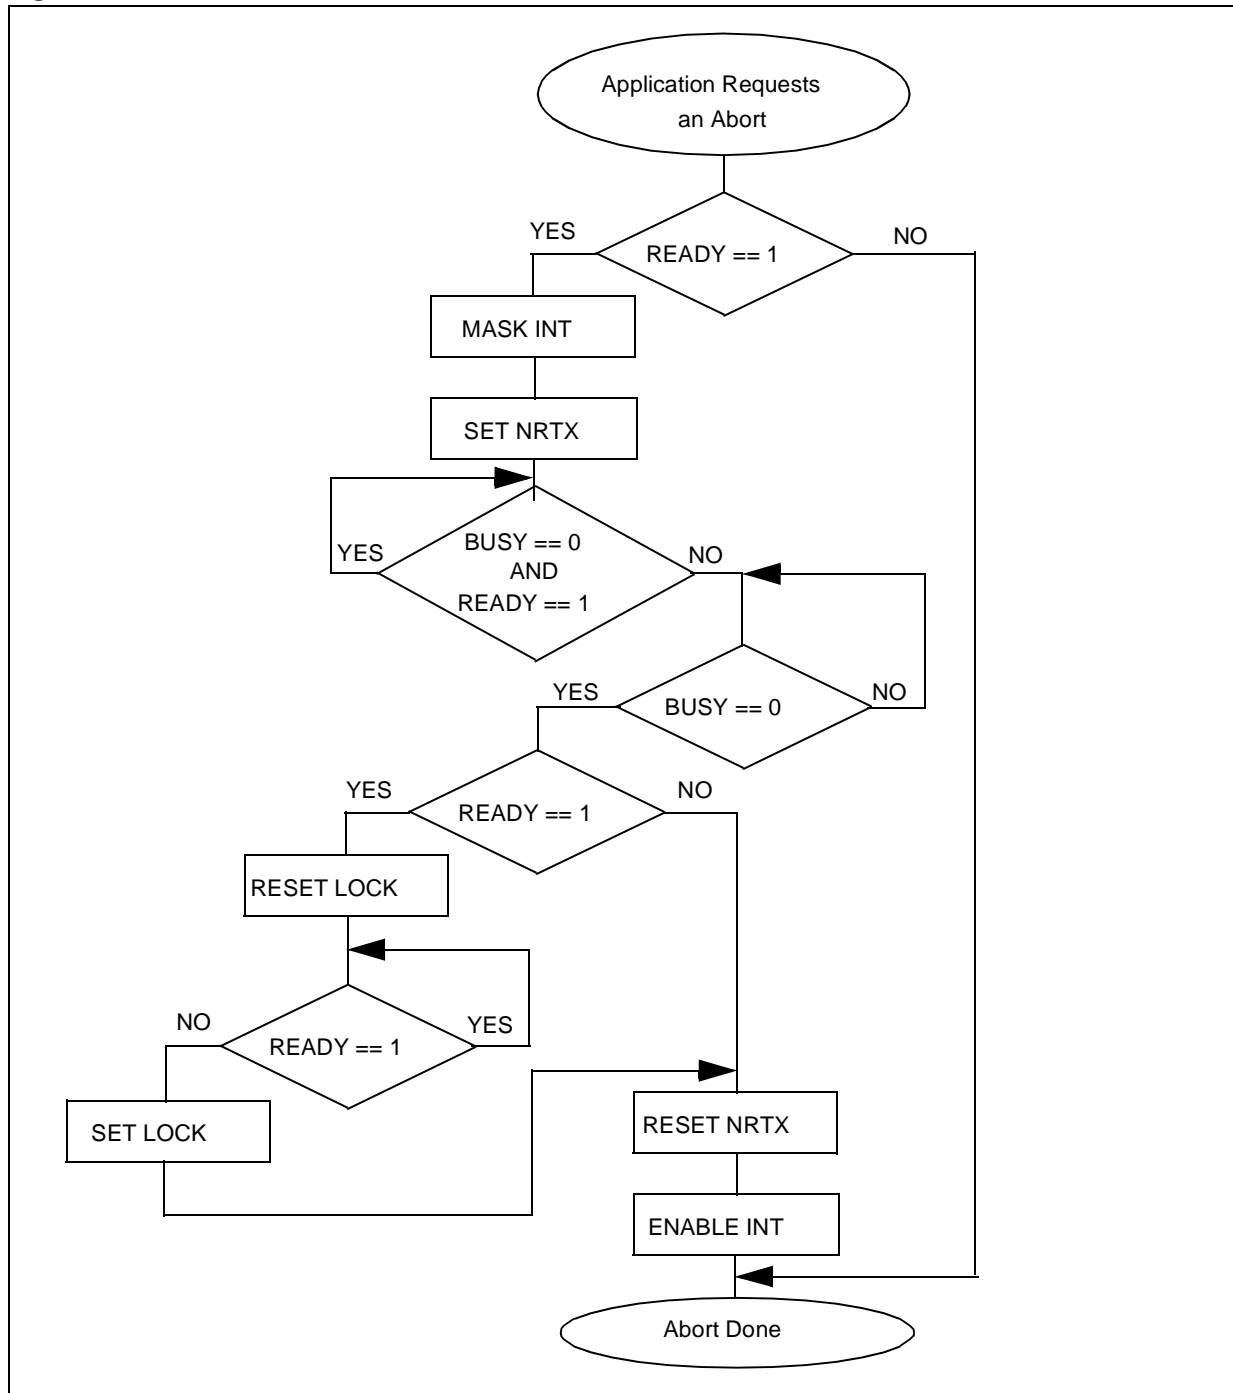 Application Requests
an Abort
YES
READY == 1
NO
MASK INT
SET NRTX
YES
BUSY == 0
AND
READY == 1
NO
YES
BUSY == 0
NO
YES
READY == 1
NO
RESET LOCK
NO
READY == 1
YES
SET LOCK
RESET NRTX
ENABLE INT
Abort Done